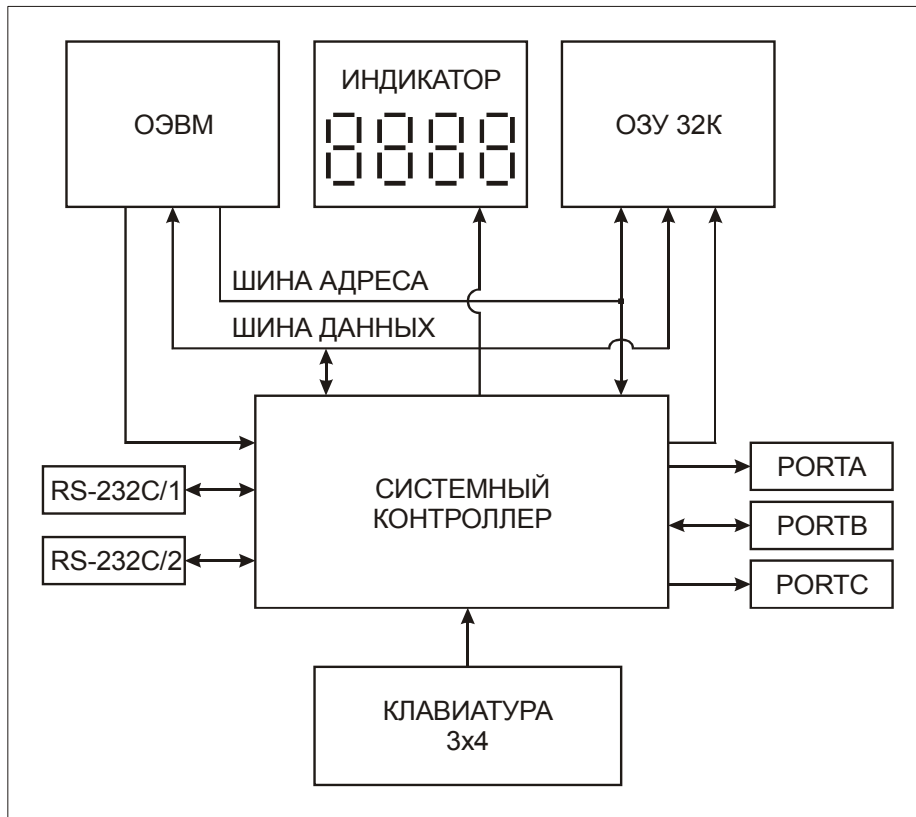 ОЭВМ
ИНДИКАТОР
ОЗУ 32К
ШИНА АДРЕСА
ШИНА ДАННЫХ
RS-232C/1
RS-232C/2
СИСТЕМНЫЙ
КОНТРОЛЛЕР
PORTA
PORTB
PORTC
КЛАВИАТУРА
3x4